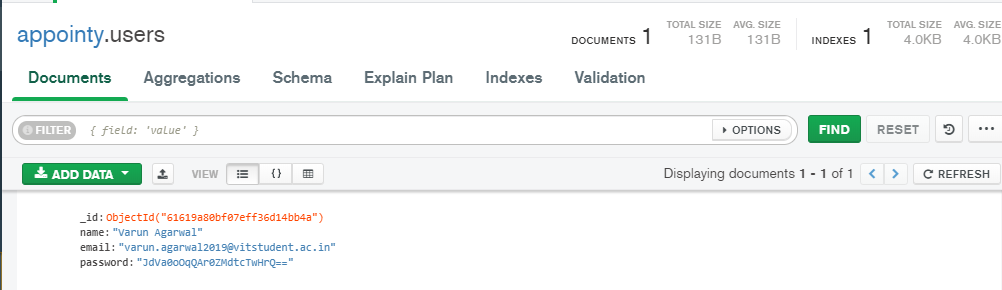 appointy.users
DOCUMENTS 1 TOTAL SIZE 131B AVG. SIZE 131B INDEXES 1 TOTAL SIZE 4.0KB AVG. SIZE 4.0KB
Documents Aggregations Schema Explain Plan Indexes Validation
FILTER { field: 'value' } OPTIONS FIND RESET
ADD DATA VIEW {} Displaying documents 1 - 1 of 1 < > REFRESH
_id: ObjectId("61619a80bf07eff36d14bb4a")
name: "Varun Agarwal"
email: "varun.agarwal2019@vitstudent.ac.in"
password: "JdVa0oOqQAr0ZMdtcTwHrQ=="